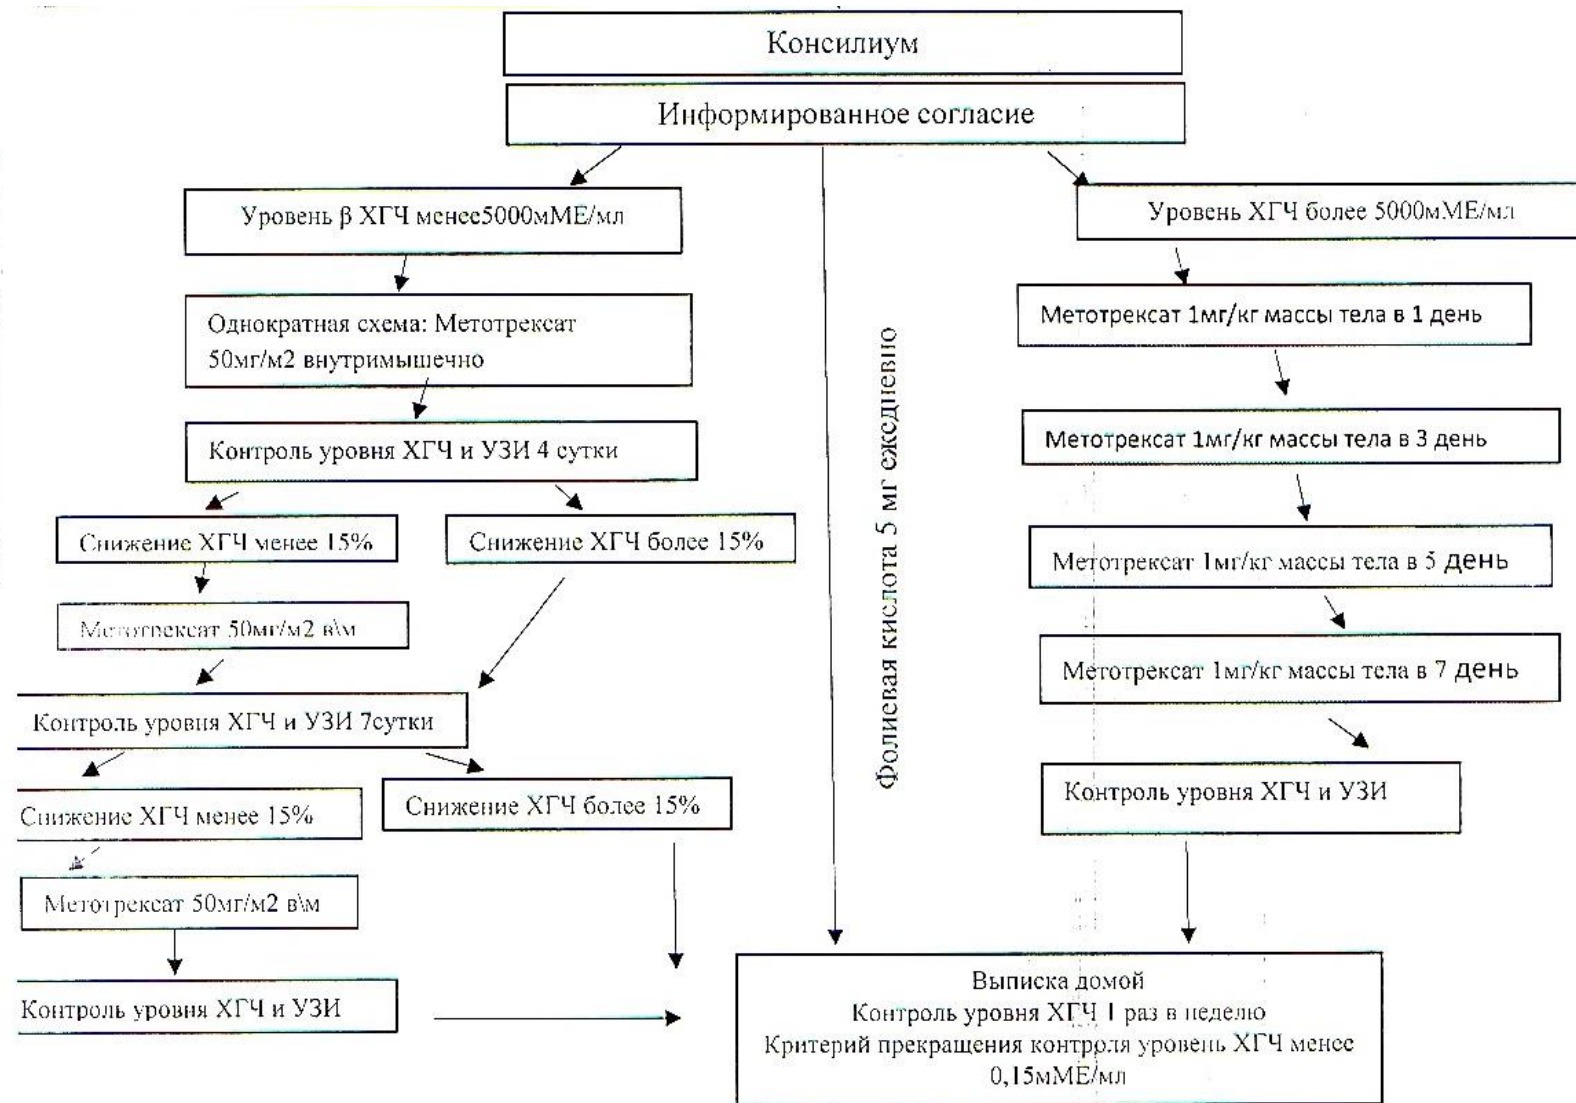 Консилиум
Информированное согласие
Уровень β ХГЧ менее5000мМЕ/мл
Однократная схема: Метотрексат
50мг/м2 внутримышечно
Контроль уровня ХГЧ и УЗИ 4 сутки
Снижение ХГЧ менее 15%
Снижение ХГЧ более 15%
Метотрексат 50мг/м2 в\м
Контроль уровня ХГЧ и УЗИ 7сутки
Снижение ХГЧ менее 15%
Снижение ХГЧ более 15%
Метотрексат 50мг/м2 в\м
Контроль уровня ХГЧ и УЗИ
Фолиевая кислота 5 мг ежедневно
Уровень ХГЧ более 5000мМЕ/мл
Метотрексат 1мг/кг массы тела в 1 день
Метотрексат 1мг/кг массы тела в 3 день
Метотрексат 1мг/кг массы тела в 5 день
Метотрексат 1мг/кг массы тела в 7 день
Контроль уровня ХГЧ и УЗИ
Выписка домой
Контроль уровня ХГЧ 1 раз в неделю
Критерий прекращения контроля уровень ХГЧ менее
0,15мМЕ/мл